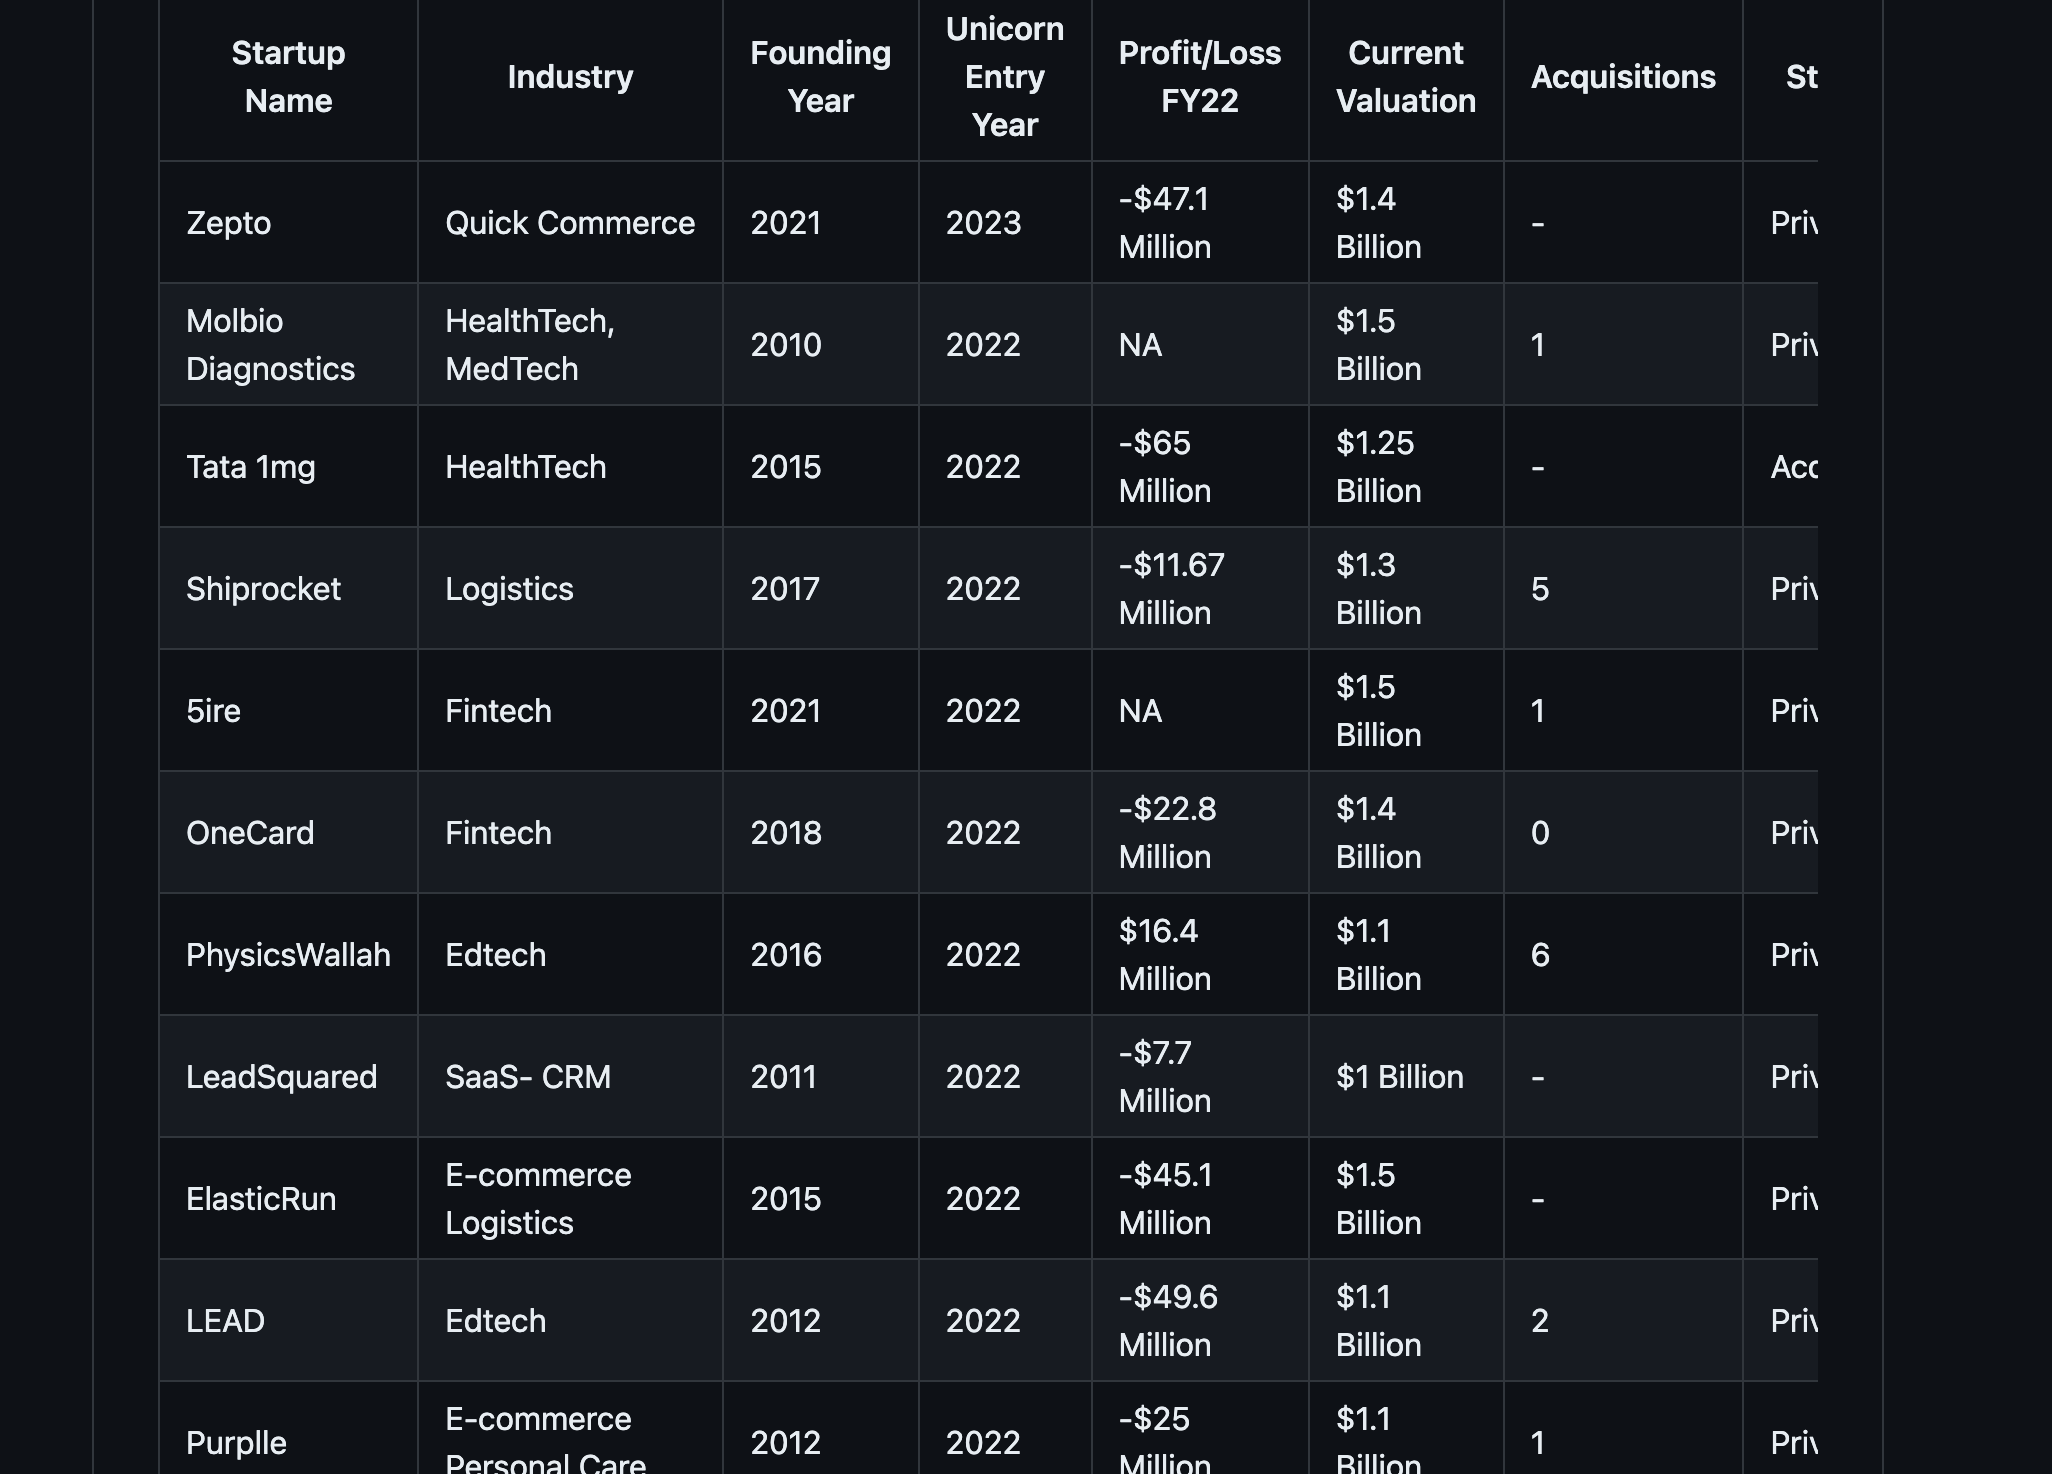 Startup Name | Industry | Founding Year | Unicorn Entry Year | Profit/Loss FY22 | Current Valuation | Acquisitions | St
Zepto | Quick Commerce | 2021 | 2023 | -$47.1 Million | $1.4 Billion | - | Priv
Molbio Diagnostics | HealthTech, MedTech | 2010 | 2022 | NA | $1.5 Billion | 1 | Priv
Tata 1mg | HealthTech | 2015 | 2022 | -$65 Million | $1.25 Billion | - | Acc
Shiprocket | Logistics | 2017 | 2022 | -$11.67 Million | $1.3 Billion | 5 | Priv
5ire | Fintech | 2021 | 2022 | NA | $1.5 Billion | 1 | Priv
OneCard | Fintech | 2018 | 2022 | -$22.8 Million | $1.4 Billion | 0 | Priv
PhysicsWallah | Edtech | 2016 | 2022 | $16.4 Million | $1.1 Billion | 6 | Priv
LeadSquared | SaaS- CRM | 2011 | 2022 | -$7.7 Million | $1 Billion | - | Priv
ElasticRun | E-commerce Logistics | 2015 | 2022 | -$45.1 Million | $1.5 Billion | - | Priv
LEAD | Edtech | 2012 | 2022 | -$49.6 Million | $1.1 Billion | 2 | Priv
Purplle | E-commerce Personal Care | 2012 | 2022 | -$25 Million | $1.1 Billion | 1 | Priv